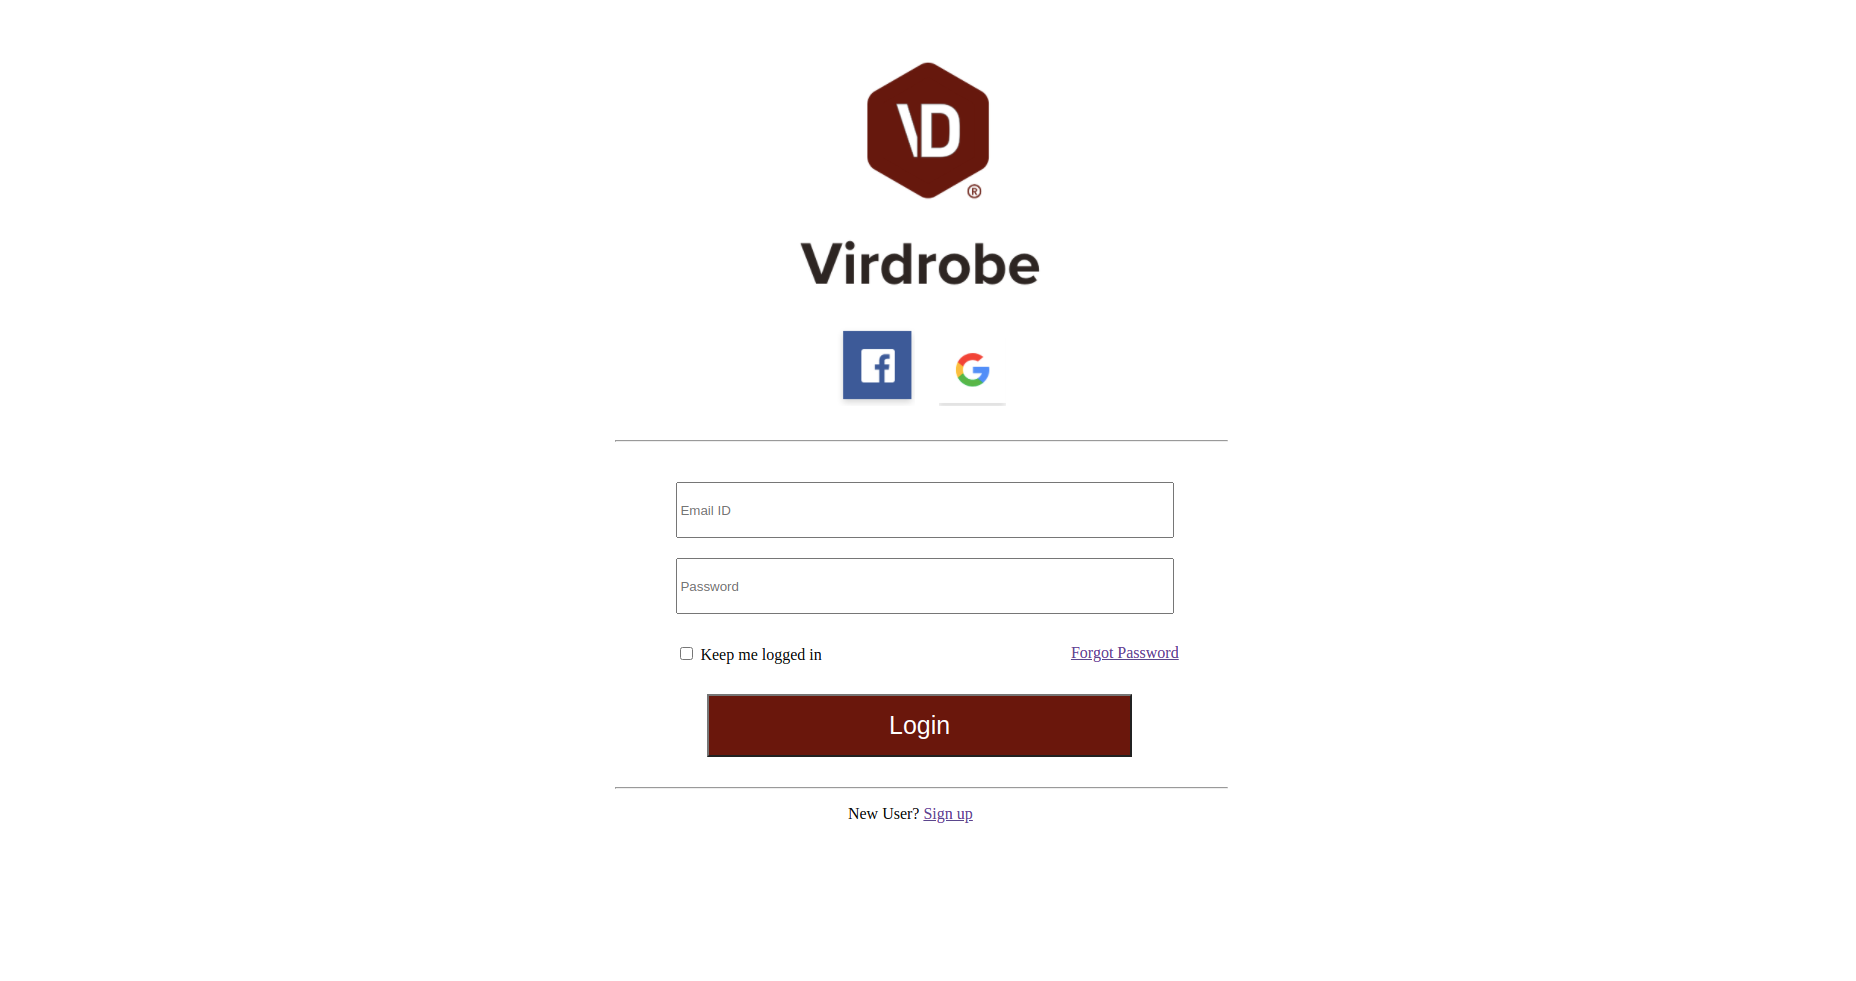 VD
®
Virdrobe
Email ID
Password
Keep me logged in Forgot Password
Login
New User? Sign up